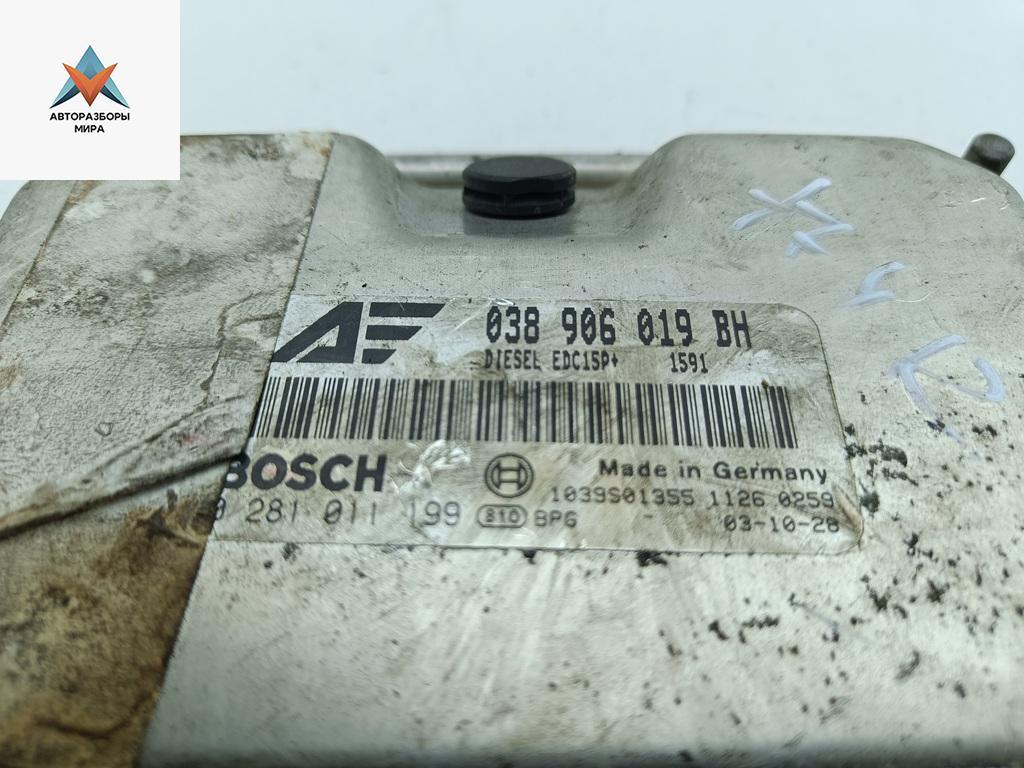 АВТОРАЗБОРЫ
МИРА
AE
038 906 019 BH
DIESEL EDC15P+ 1591
BOSCH
Made in Germany
1039S01355 1126 0259
0 281 011 199 810 BPG - 03-10-28